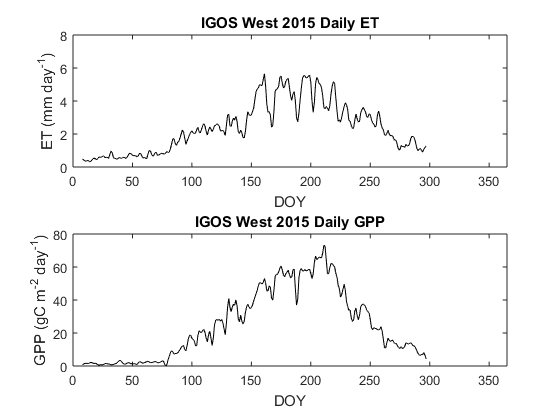 IGOS West 2015 Daily ET
8
6
4
2
0
ET (mm day-1)
0 50 100 150 200 250 300 350
DOY
IGOS West 2015 Daily GPP
80
60
40
20
0
GPP (gC m-2 day-1)
0 50 100 150 200 250 300 350
DOY